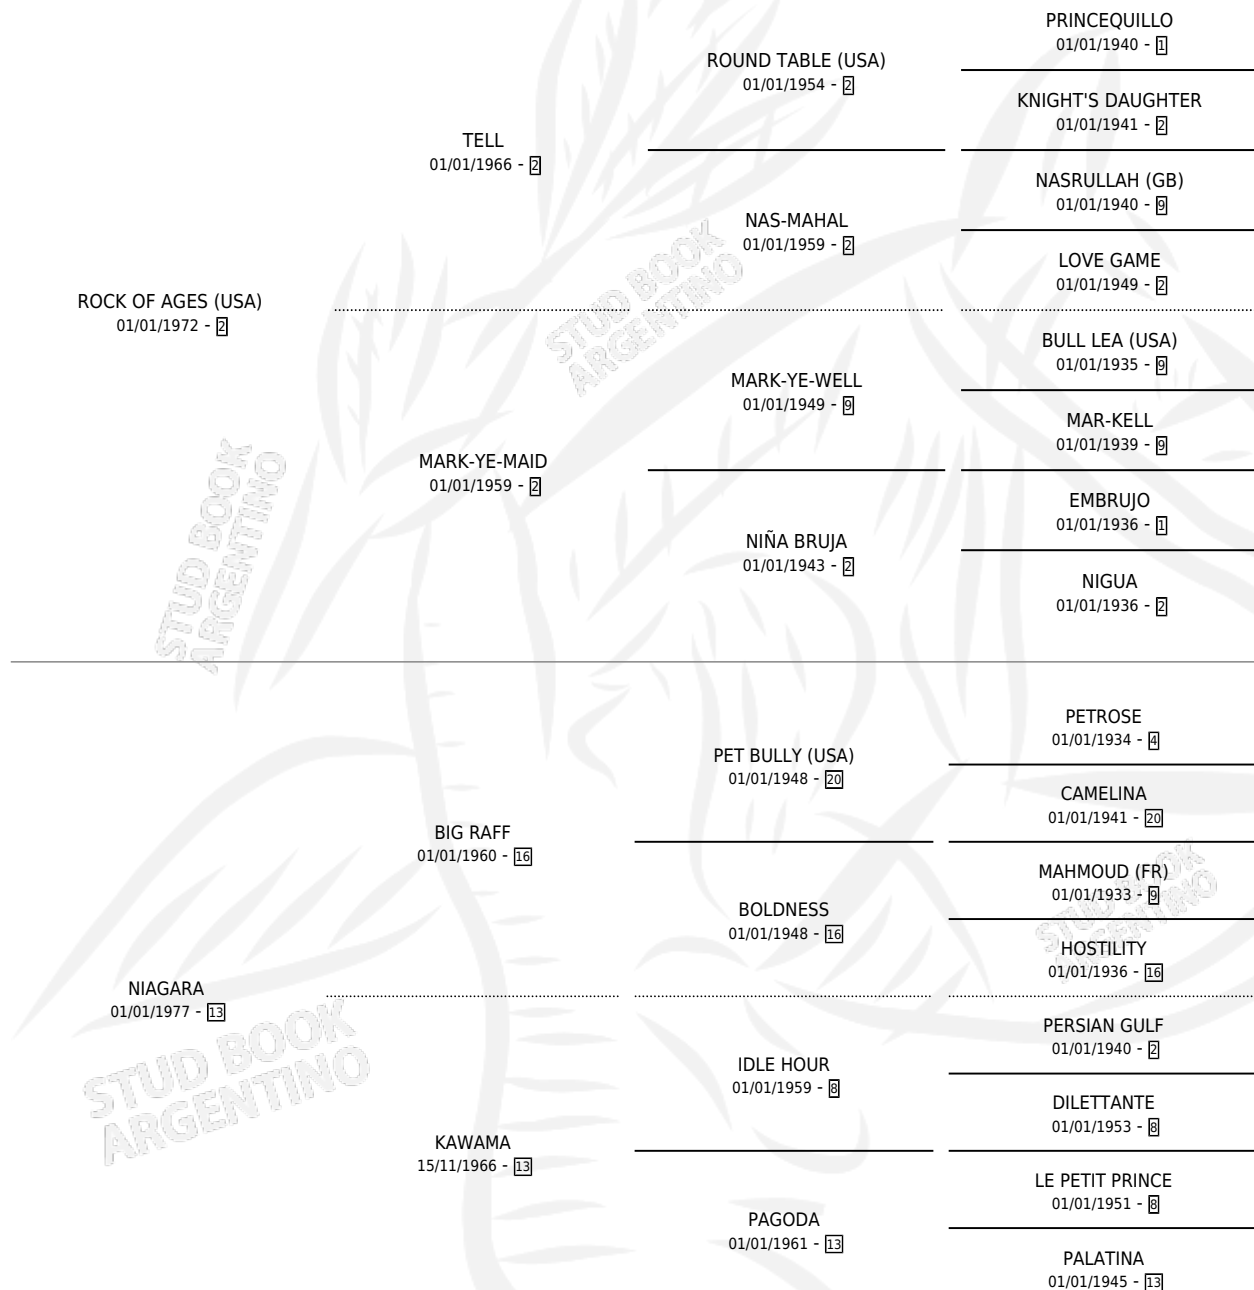 PRINCEQUILLO
01/01/1940 - 1
ROUND TABLE (USA)
01/01/1954 - 2
KNIGHT'S DAUGHTER
01/01/1941 - 2
TELL
01/01/1966 - 2
NASRULLAH (GB)
01/01/1940 - 9
NAS-MAHAL
01/01/1959 - 2
LOVE GAME
01/01/1949 - 2
ROCK OF AGES (USA)
01/01/1972 - 2
BULL LEA (USA)
01/01/1935 - 9
MARK-YE-WELL
01/01/1949 - 9
MAR-KELL
01/01/1939 - 9
MARK-YE-MAID
01/01/1959 - 2
EMBRUJO
01/01/1936 - 1
NIÑA BRUJA
01/01/1943 - 2
NIGUA
01/01/1936 - 2
PETROSE
01/01/1934 - 4
PET BULLY (USA)
01/01/1948 - 20
CAMELINA
01/01/1941 - 20
BIG RAFF
01/01/1960 - 16
MAHMOUD (FR)
01/01/1933 - 9
BOLDNESS
01/01/1948 - 16
HOSTILITY
01/01/1936 - 16
NIAGARA
01/01/1977 - 13
PERSIAN GULF
01/01/1940 - 2
IDLE HOUR
01/01/1959 - 8
DILETTANTE
01/01/1953 - 8
KAWAMA
15/11/1966 - 13
LE PETIT PRINCE
01/01/1951 - 8
PAGODA
01/01/1961 - 13
PALATINA
01/01/1945 - 13
STUD BOOK
ARGENTINO
STUD BOOK
ARGENTINO
STUD BOOK
ARGENTINO
STUD BOOK
ARGENTINO